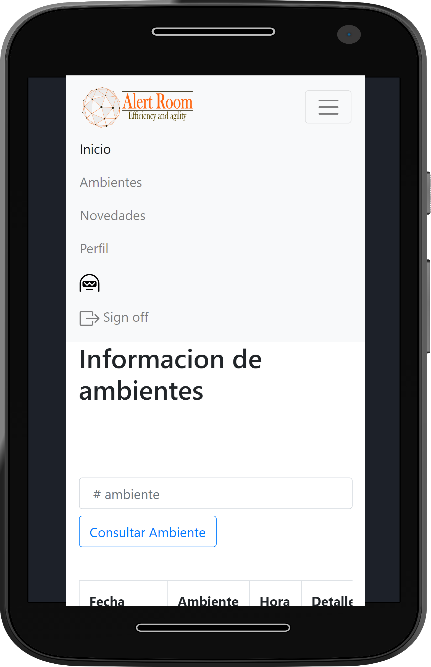 Alert Room
Efficiency and agility
Inicio
Ambientes
Novedades
Perfil
Sign off
Informacion de
ambientes
# ambiente
Consultar Ambiente
Fecha Ambiente Hora Detalle